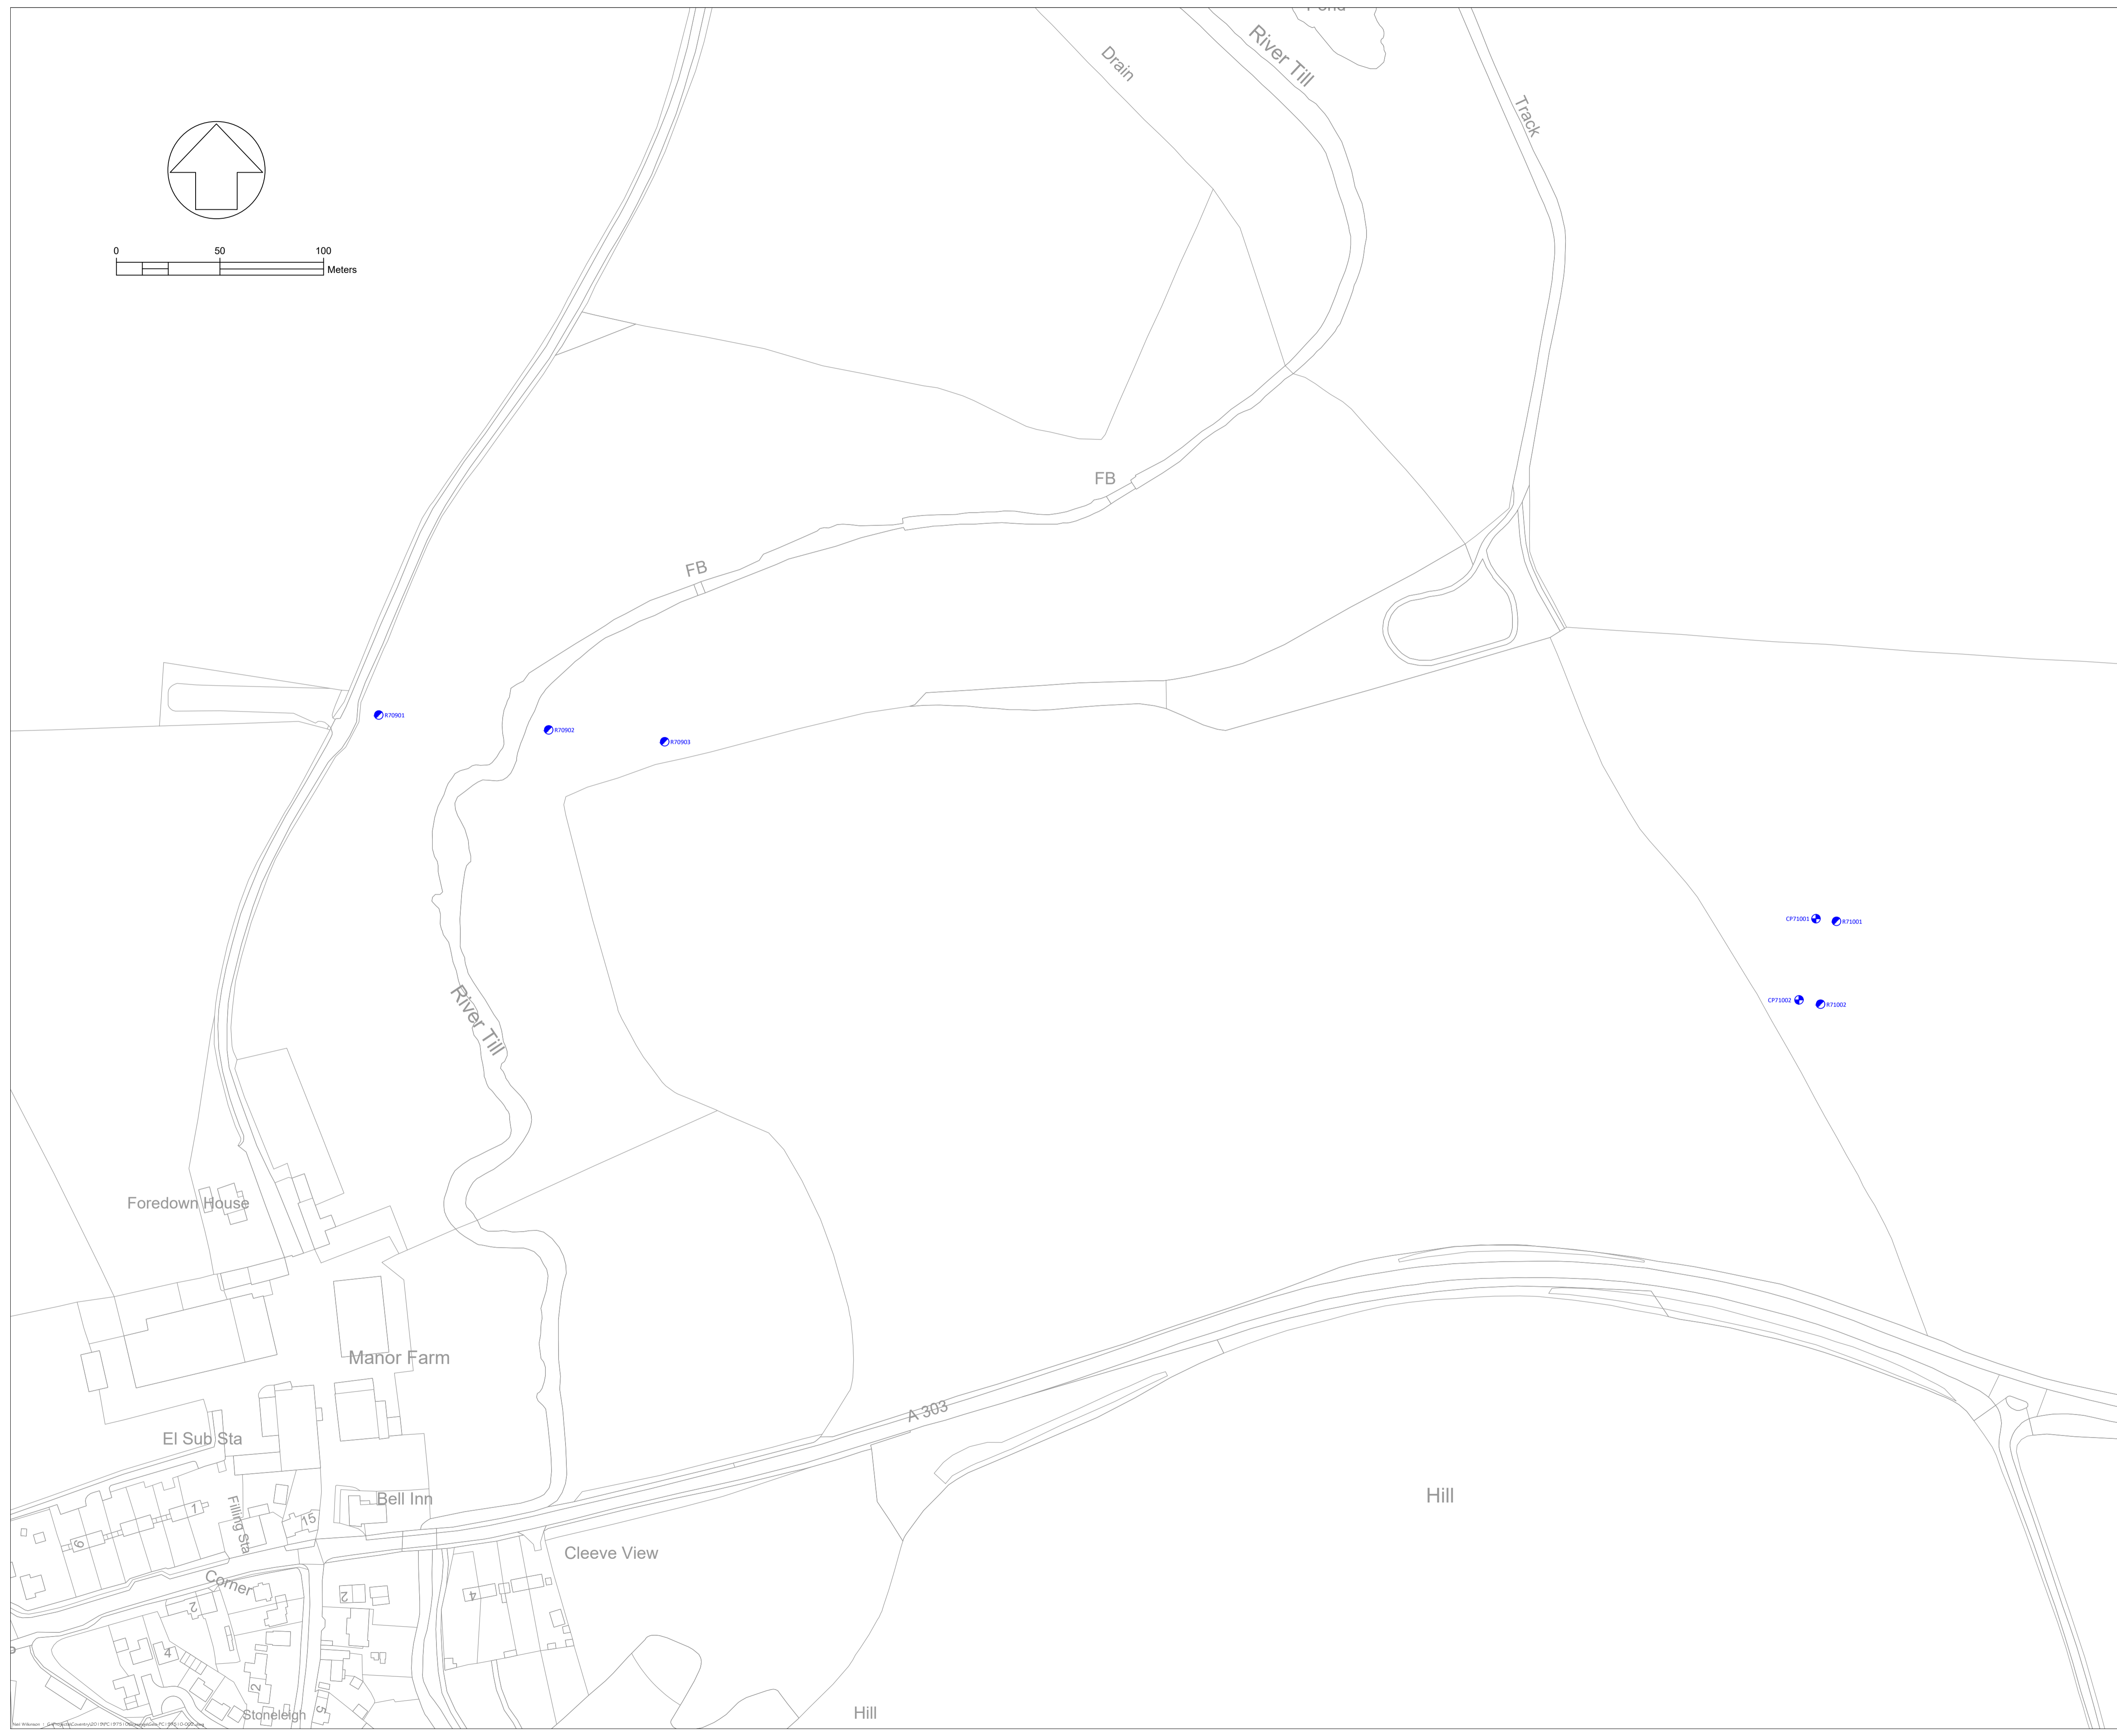 Pond
River Till
Drain
Track
0 50 100
Meters
FB
FB
R70901
R70902
R70903
CP71001 R71001
CP71002 R71002
River Till
Foredown House
Manor Farm
A 303
El Sub Sta
Bell Inn
Hill
1
Filling Sta
15
9
Cleeve View
Corner
2
2
4
4
2
5
Stoneleigh
Hill